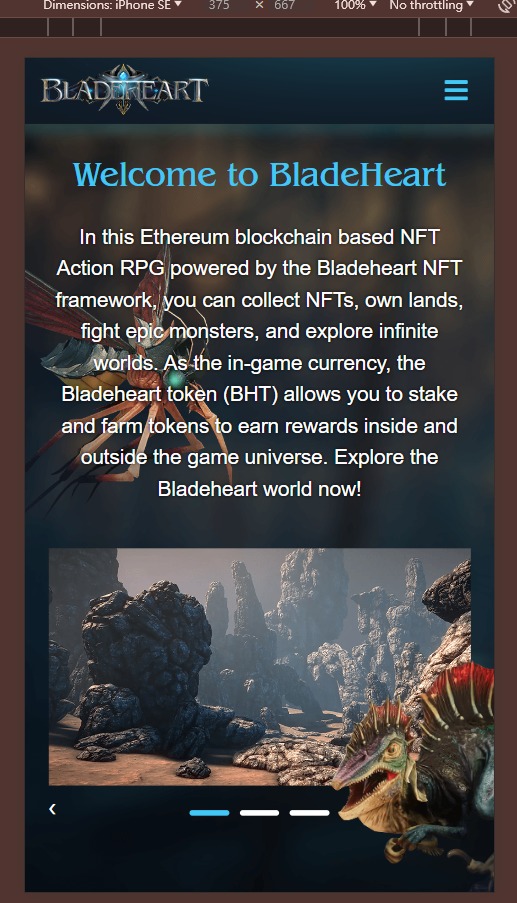 Dimensions: iPhone SE ▼ 375 × 667 100% ▼ No throttling ▼
BLADEHEART
Welcome to BladeHeart
In this Ethereum blockchain based NFT
Action RPG powered by the Bladeheart NFT
framework, you can collect NFTs, own lands,
fight epic monsters, and explore infinite
worlds. As the in-game currency, the
Bladeheart token (BHT) allows you to stake
and farm tokens to earn rewards inside and
outside the game universe. Explore the
Bladeheart world now!
‹